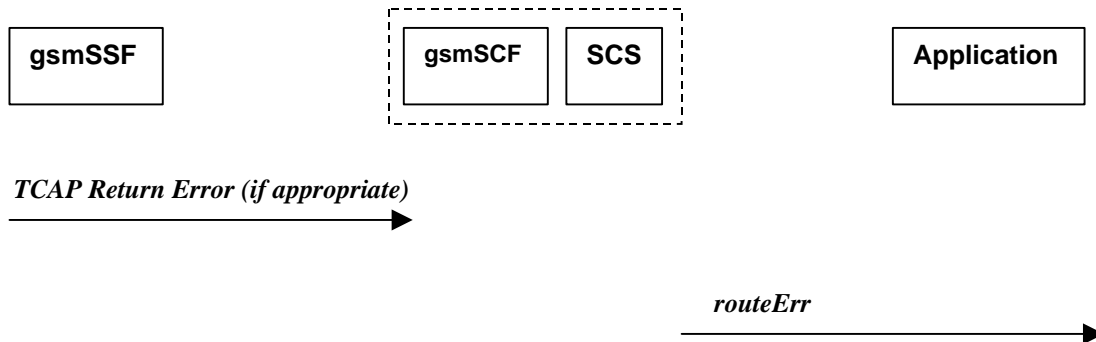 gsmSSF
gsmSCF
SCS
Application
TCAP Return Error (if appropriate)
routeErr